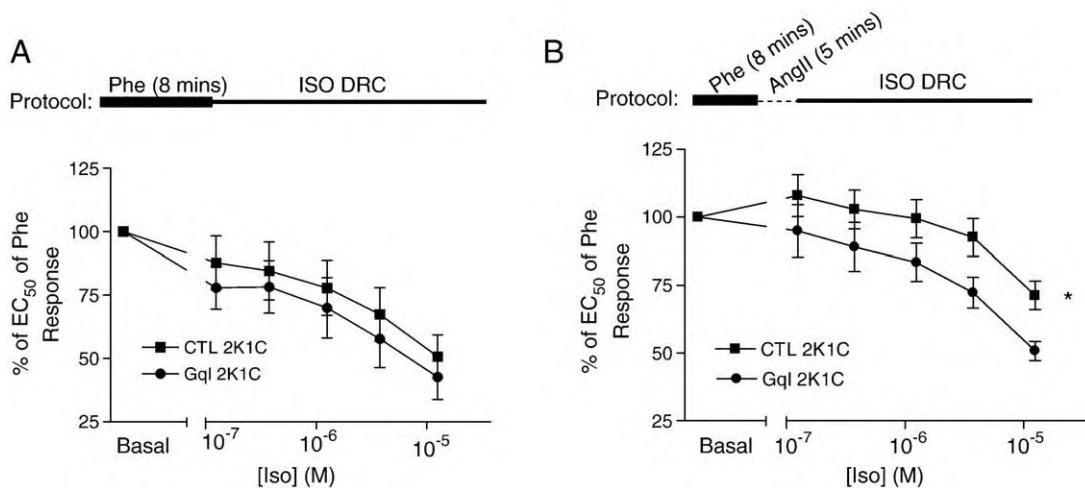 A
Phe (8 mins)
ISO DRC
Protocol:
% of EC50 of Phe
Response
125
100
75
50
25
CTL 2K1C
GqI 2K1C
Basal
10-7
10-6
10-5
[Iso] (M)
B
Phe (8 mins)
AngII (5 mins)
ISO DRC
Protocol:
% of EC50 of Phe
Response
125
100
75
50
25
*
CTL 2K1C
GqI 2K1C
Basal
10-7
10-6
10-5
[Iso] (M)